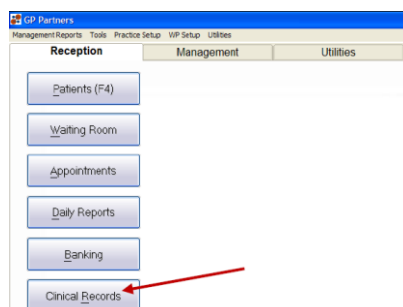 GP Partners
Management Reports Tools Practice Setup WP Setup Utilities
Reception Management Utilities
Patients (F4)
Waiting Room
Appointments
Daily Reports
Banking
Clinical Records